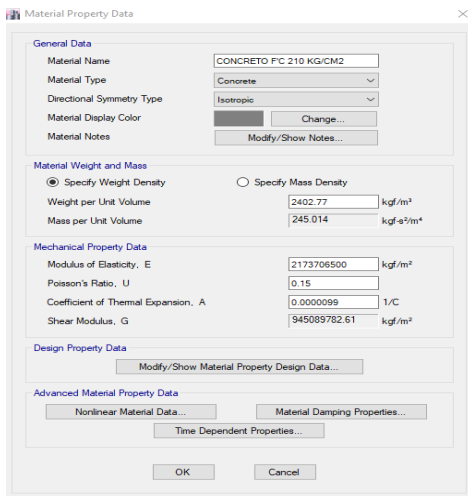 Material Property Data
General Data
Material Name CONCRETO F'C 210 KG/CM2
Material Type Concrete
Directional Symmetry Type Isotropic
Material Display Color Change...
Material Notes Modify/Show Notes...
Material Weight and Mass
Specify Weight Density Specify Mass Density
Weight per Unit Volume 2402.77 kgf/m³
Mass per Unit Volume 245.014 kgf-s²/m⁴
Mechanical Property Data
Modulus of Elasticity, E 2173706500 kgf/m²
Poisson's Ratio, U 0.15
Coefficient of Thermal Expansion, A 0.0000099 1/C
Shear Modulus, G 945089782.61 kgf/m²
Design Property Data
Modify/Show Material Property Design Data...
Advanced Material Property Data
Nonlinear Material Data... Material Damping Properties...
Time Dependent Properties...
OK Cancel